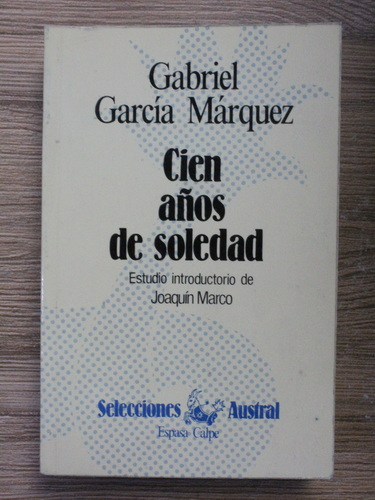 Gabriel
García Márquez
Cien
años
de soledad
Estudio introductorio de
Joaquín Marco
Selecciones Austral
Espasa Calpe